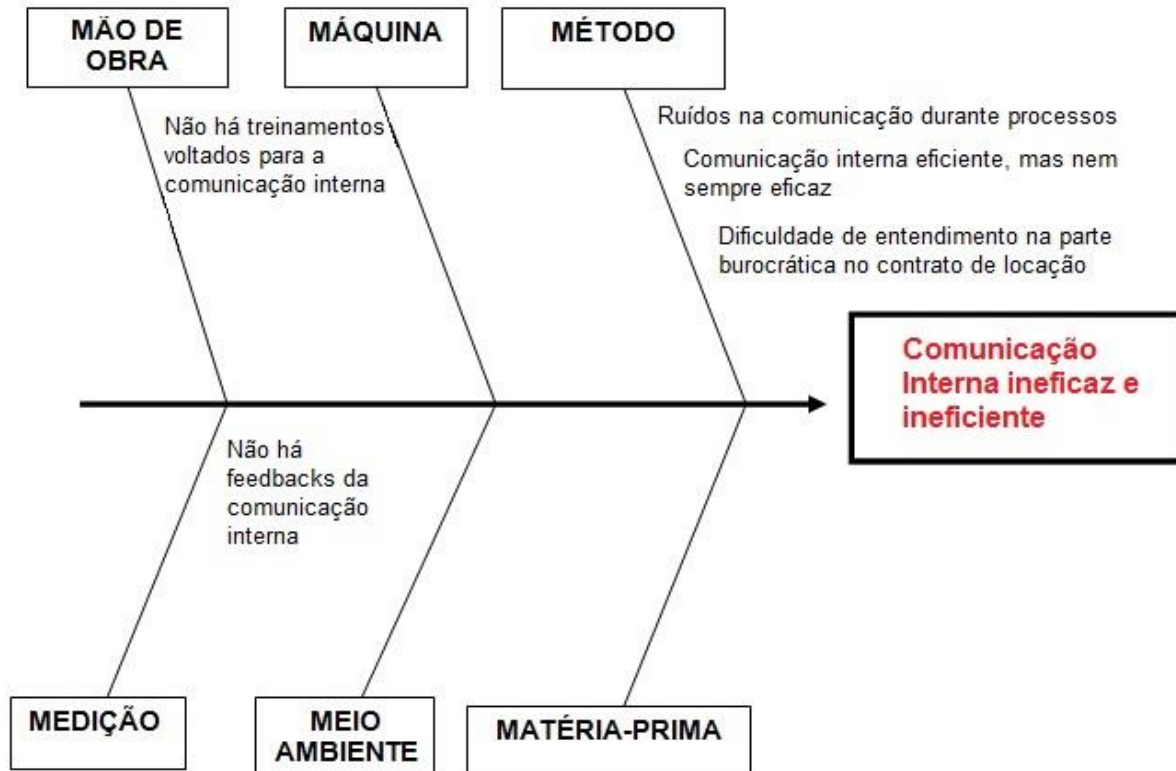 MÃO DE
OBRA
MÁQUINA
MÉTODO
Não há treinamentos
voltados para a
comunicação interna
Ruídos na comunicação durante processos
Comunicação interna eficiente, mas nem
sempre eficaz
Dificuldade de entendimento na parte
burocrática no contrato de locação
Comunicação
Interna ineficaz e
ineficiente
Não há
feedbacks da
comunicação
interna
MEDIÇÃO
MEIO
AMBIENTE
MATÉRIA-PRIMA